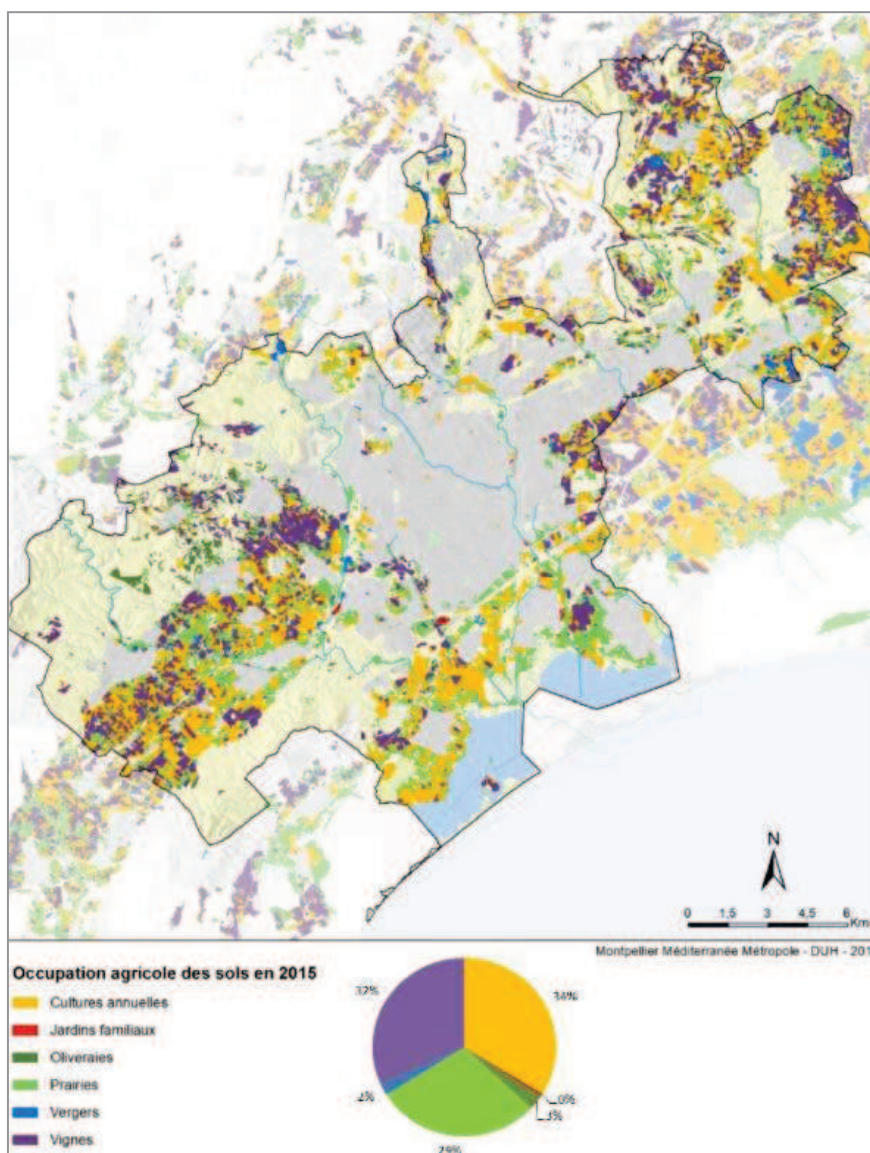 N
0 1,5 3 4,5 6
Km
Montpellier Méditerranée Métropole - DUH - 201
Occupation agricole des sols en 2015
Cultures annuelles
Jardins familiaux
Oliveraies
Prairies
Vergers
Vignes
32%
34%
0%
3%
2%
29%